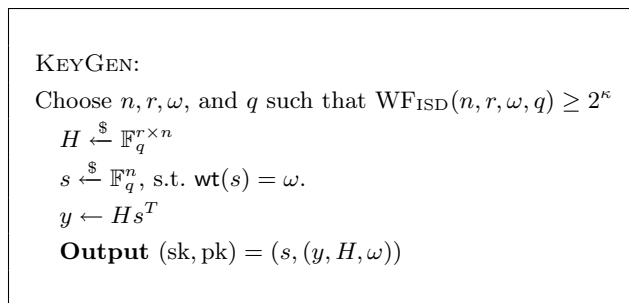 KEYGEN:
Choose n, r, ω, and q such that WF_ISD(n, r, ω, q) ≥ 2^κ
H ←$ 𝔽_q^{r×n}
s ←$ 𝔽_q^n, s.t. wt(s) = ω.
y ← Hs^T
Output (sk, pk) = (s, (y, H, ω))